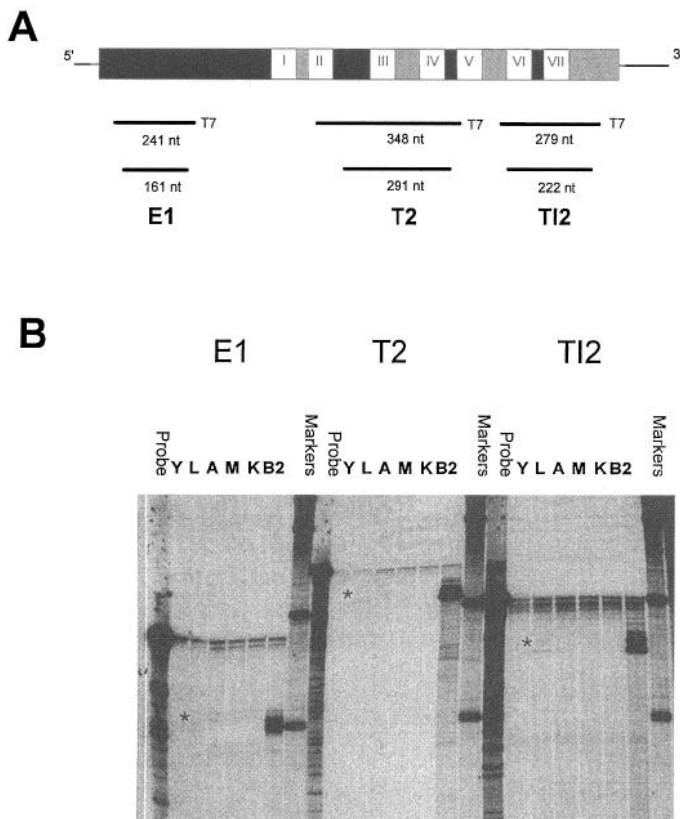 A
5' I II III IV V VI VII 3
T7 T7 T7
241 nt 348 nt 279 nt
161 nt 291 nt 222 nt
E1 T2 TI2
B
E1 T2 TI2
Probe Y L A M K B2 Markers Probe Y L A M K B2 Markers Probe Y L A M K B2 Markers
* * *